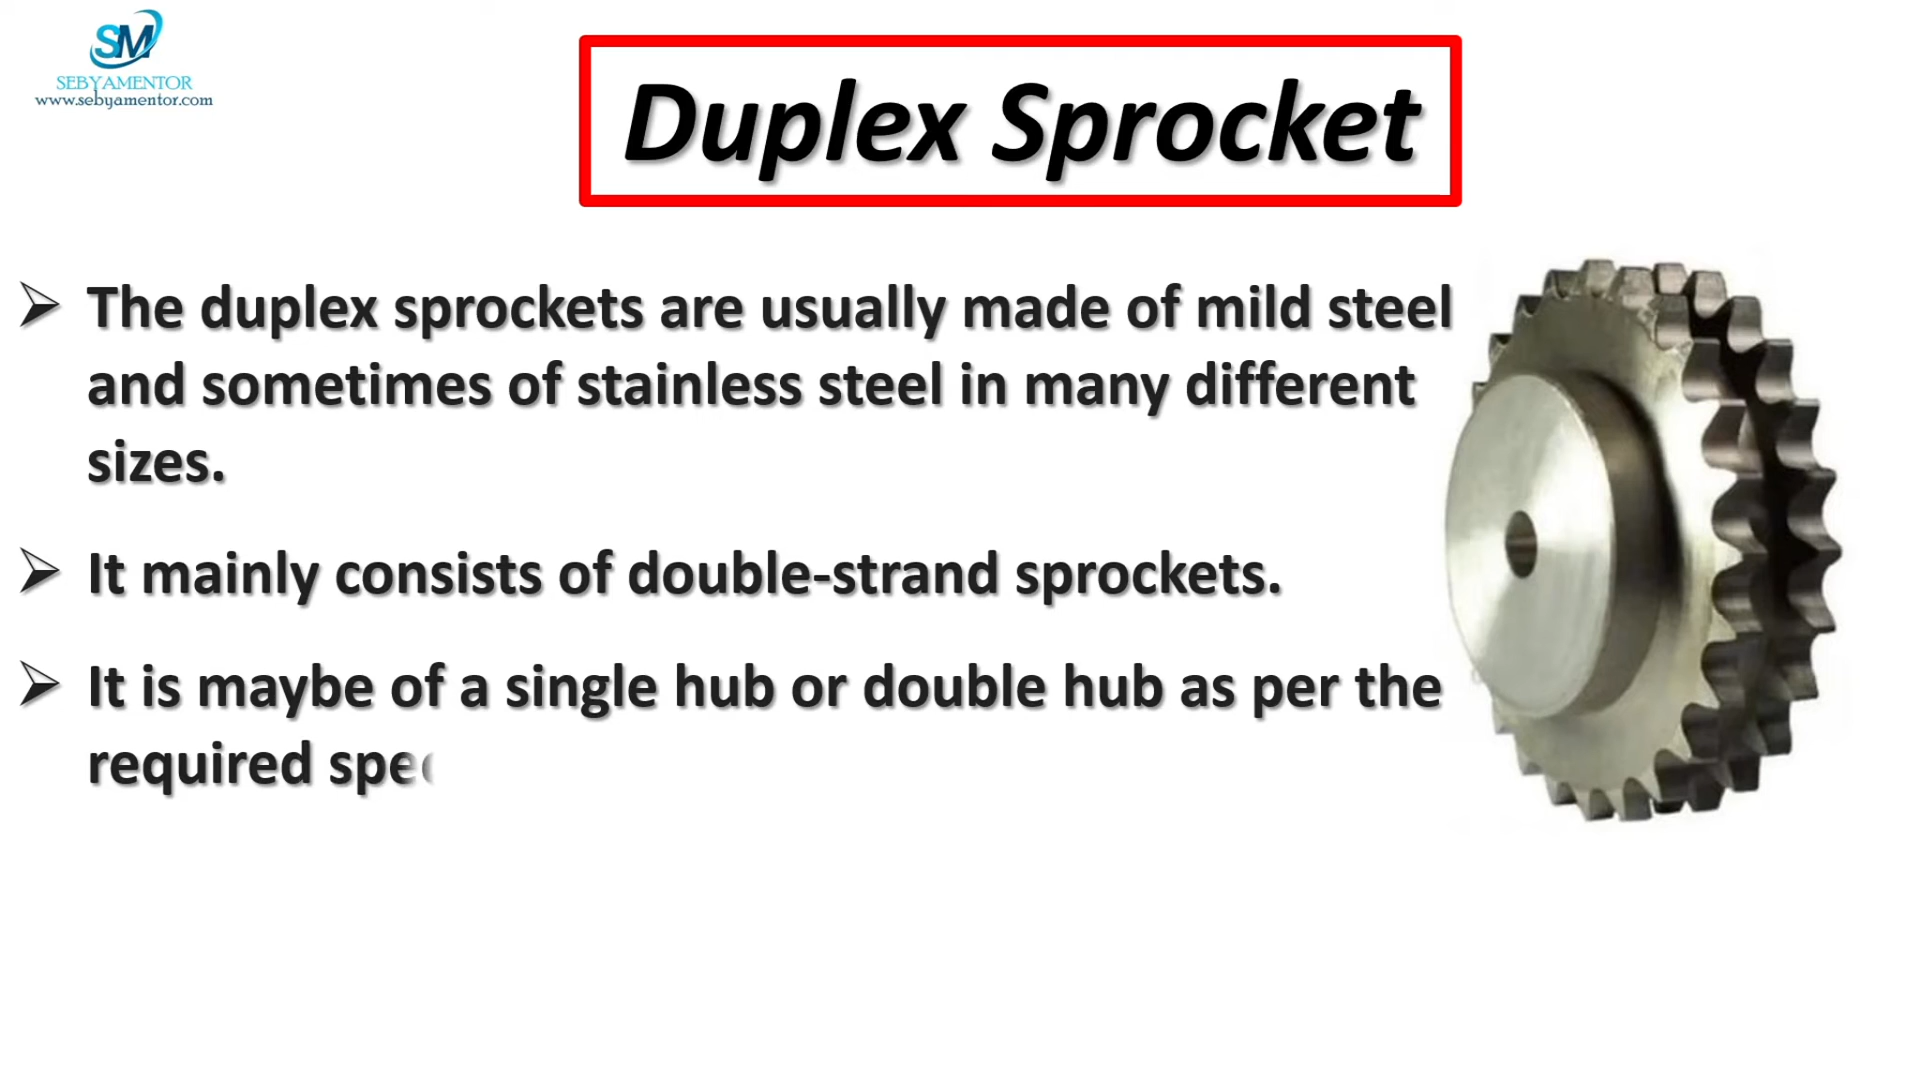 SM
SEBYAMENTOR
www.sebyamentor.com
Duplex Sprocket
The duplex sprockets are usually made of mild steel
and sometimes of stainless steel in many different
sizes.
It mainly consists of double-strand sprockets.
It is maybe of a single hub or double hub as per the
required